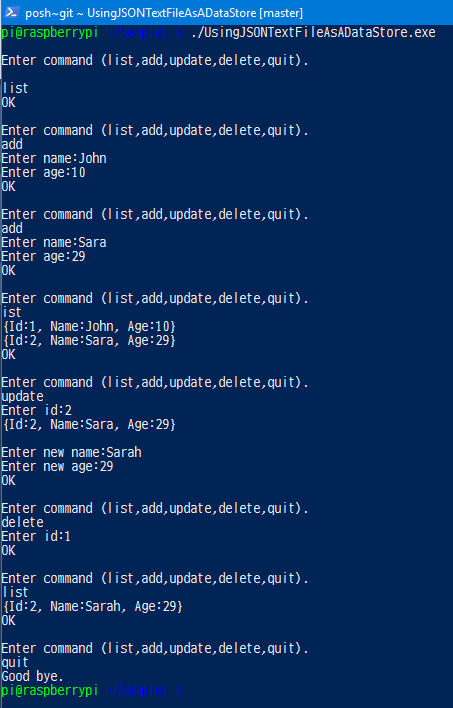 posh~git ~ UsingJSONTextFileAsADataStore [master]
pi@raspberrypi ~/Sample1 $ ./UsingJSONTextFileAsADataStore.exe
Enter command (list,add,update,delete,quit).
list
OK
Enter command (list,add,update,delete,quit).
add
Enter name:John
Enter age:10
OK
Enter command (list,add,update,delete,quit).
add
Enter name:Sara
Enter age:29
OK
Enter command (list,add,update,delete,quit).
ist
{Id:1, Name:John, Age:10}
{Id:2, Name:Sara, Age:29}
OK
Enter command (list,add,update,delete,quit).
update
Enter id:2
{Id:2, Name:Sara, Age:29}
Enter new name:Sarah
Enter new age:29
OK
Enter command (list,add,update,delete,quit).
delete
Enter id:1
OK
Enter command (list,add,update,delete,quit).
list
{Id:2, Name:Sarah, Age:29}
OK
Enter command (list,add,update,delete,quit).
quit
Good bye.
pi@raspberrypi ~/Sample1 $